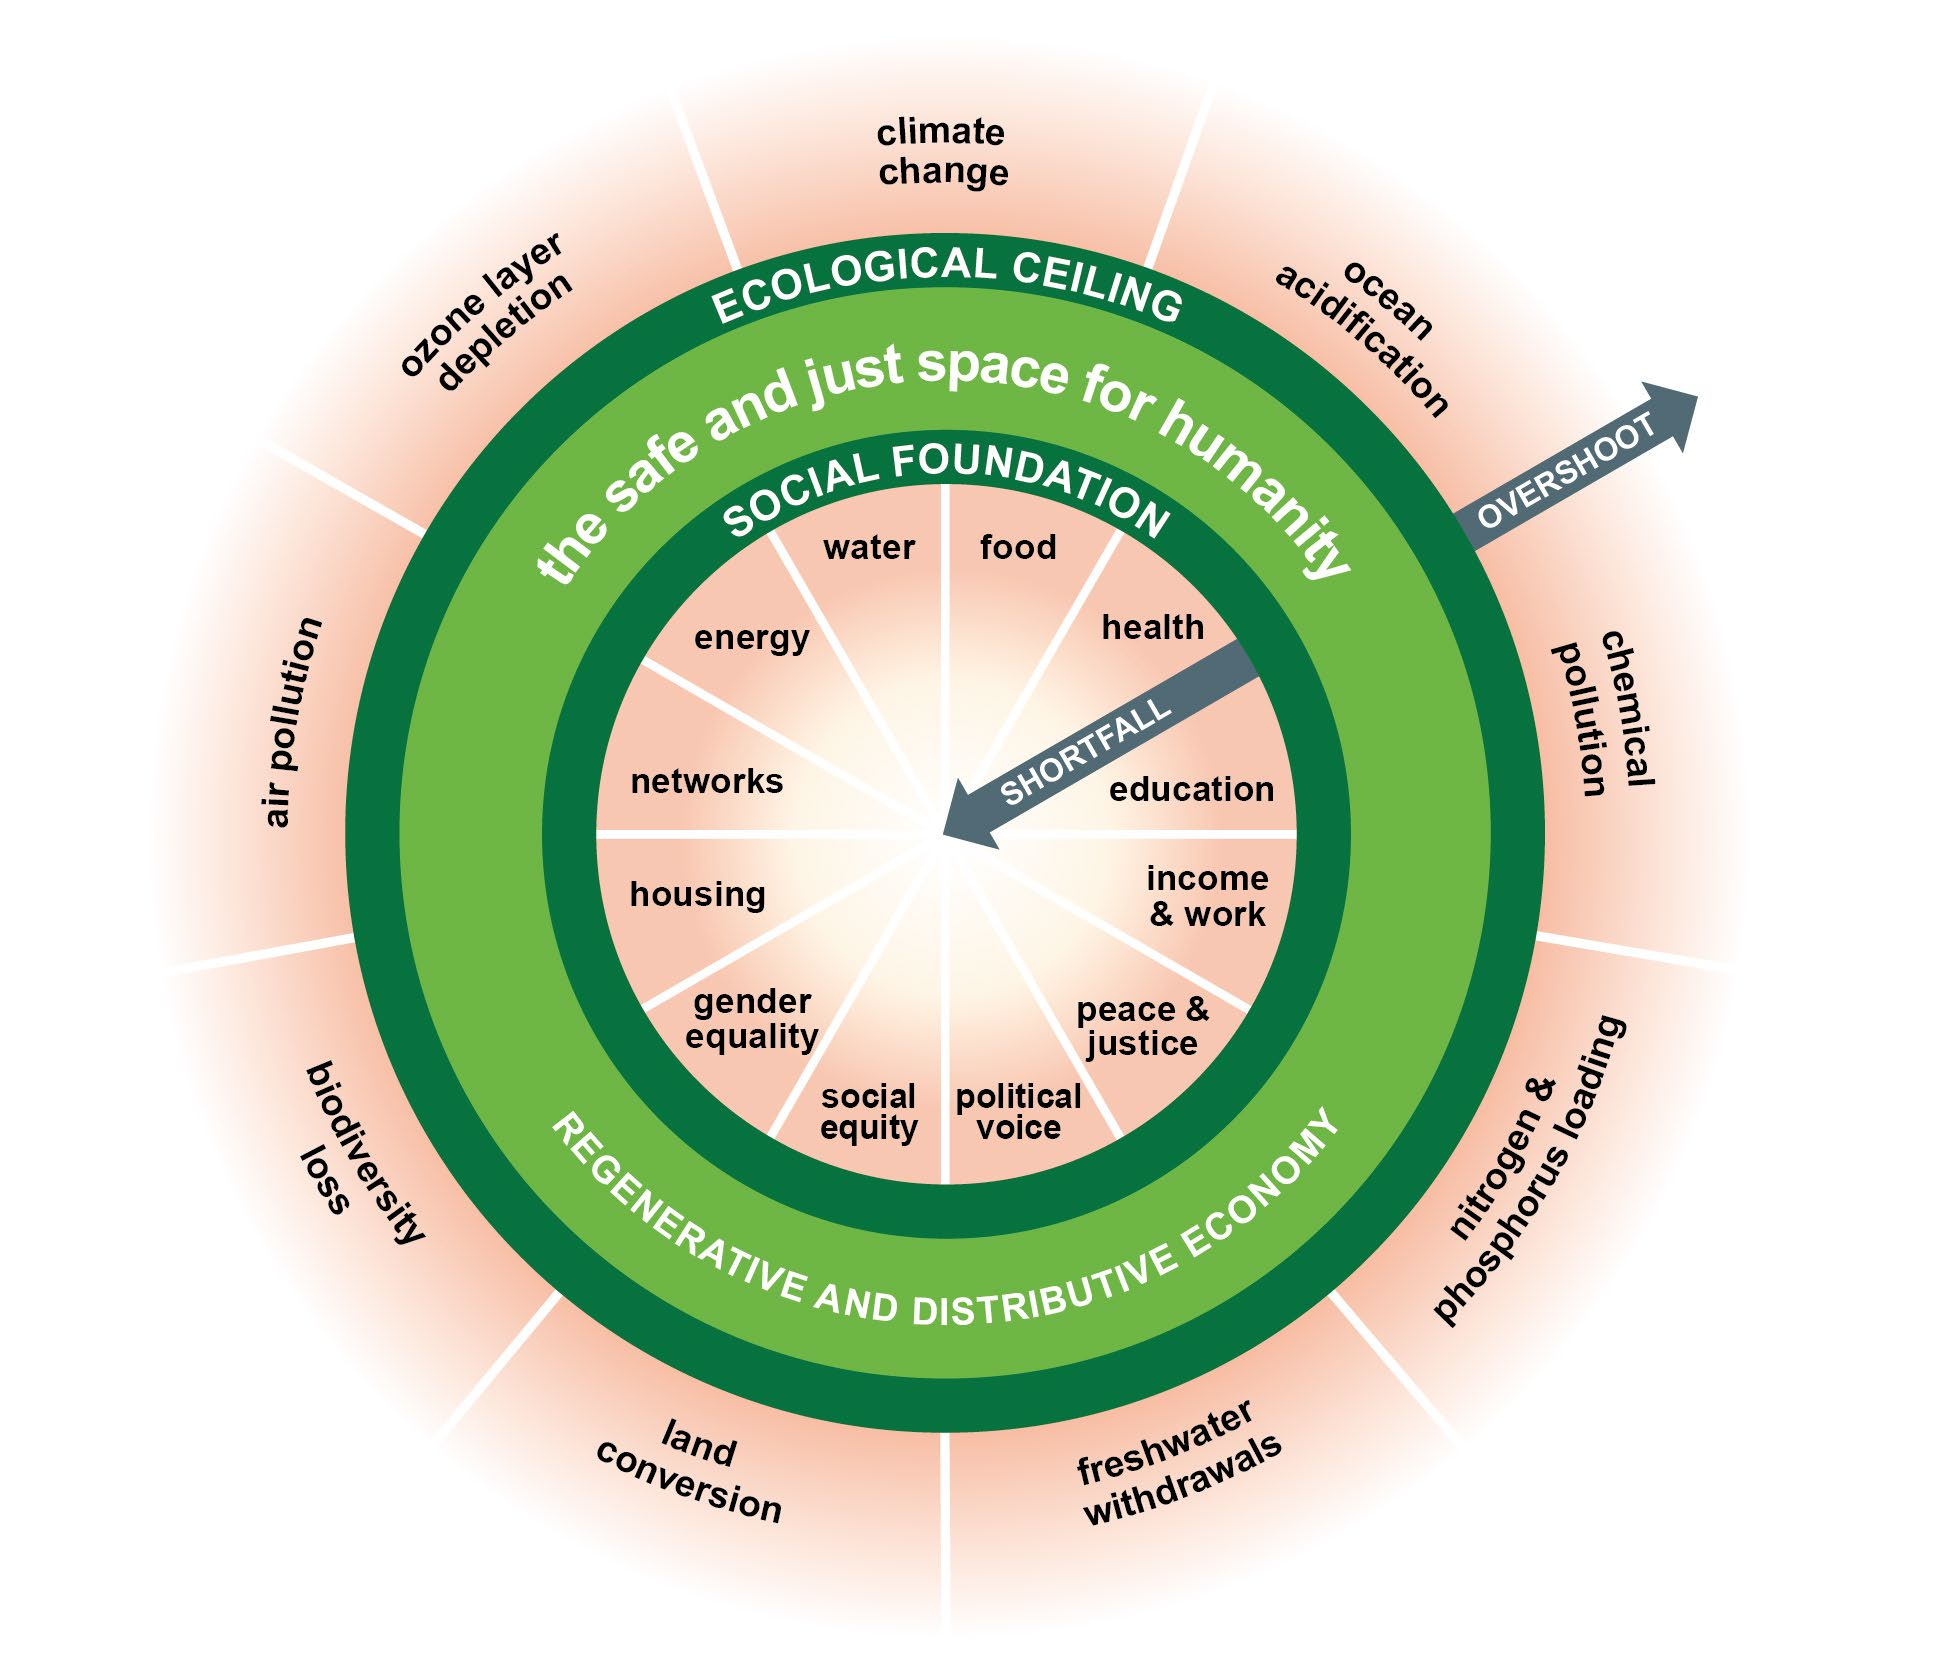 climate
change
ocean
acidification
chemical
pollution
nitrogen &
phosphorus loading
freshwater
withdrawals
land
conversion
biodiversity
loss
air pollution
ozone layer
depletion
OVERSHOOT
ECOLOGICAL CEILING
the safe and just space for humanity
SOCIAL FOUNDATION
water
food
health
SHORTFALL
education
income
& work
peace &
justice
political
voice
social
equity
gender
equality
housing
networks
energy
REGENERATIVE AND DISTRIBUTIVE ECONOMY